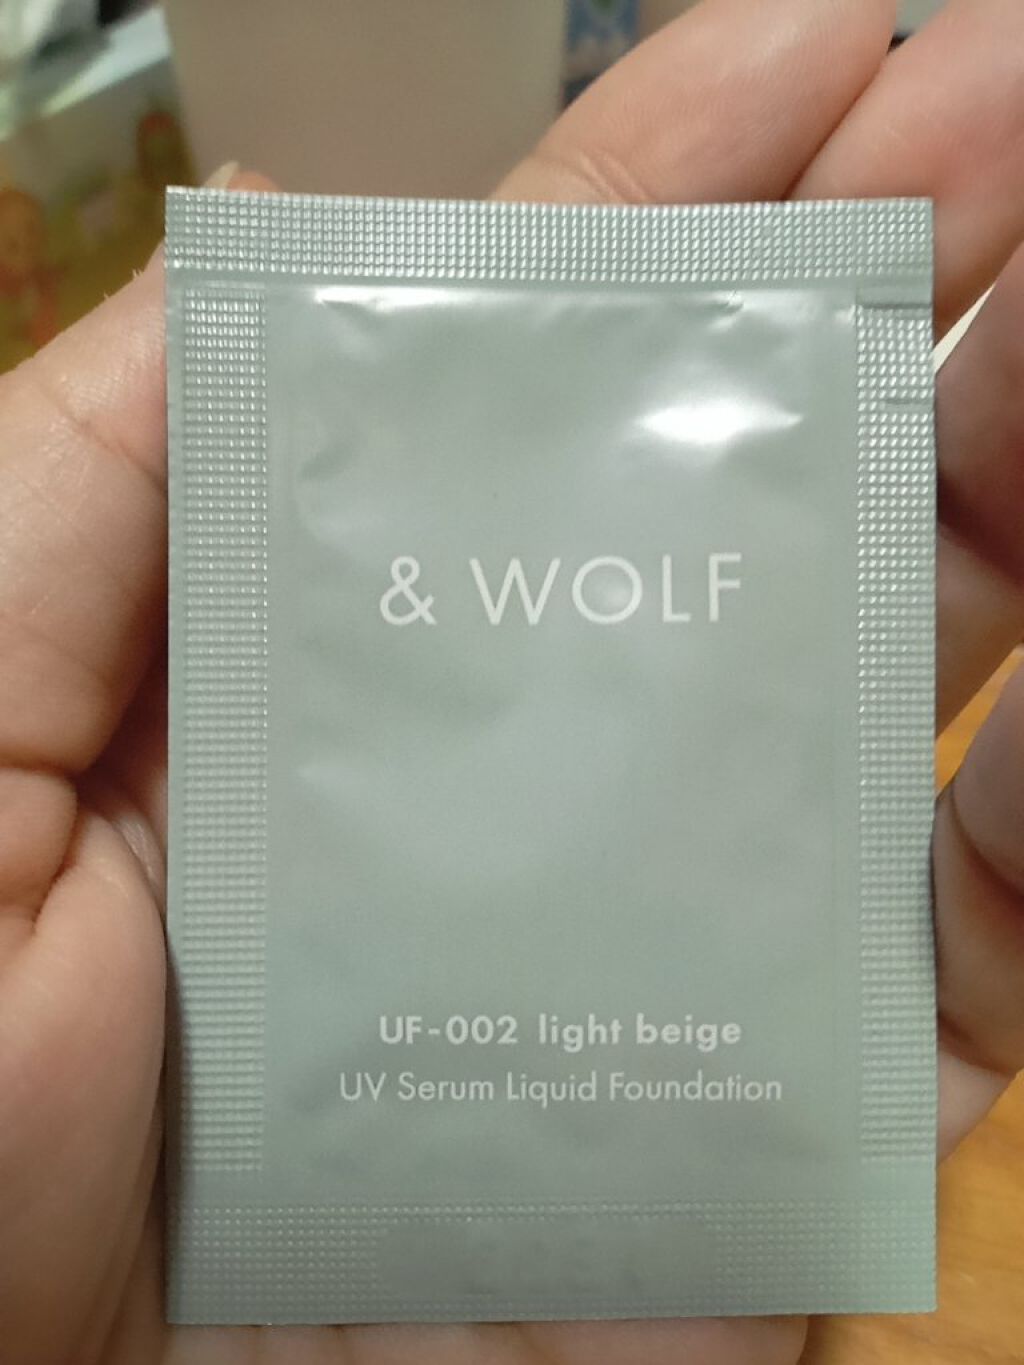 & WOLF
UF-002 light beige
UV Serum Liquid Foundation